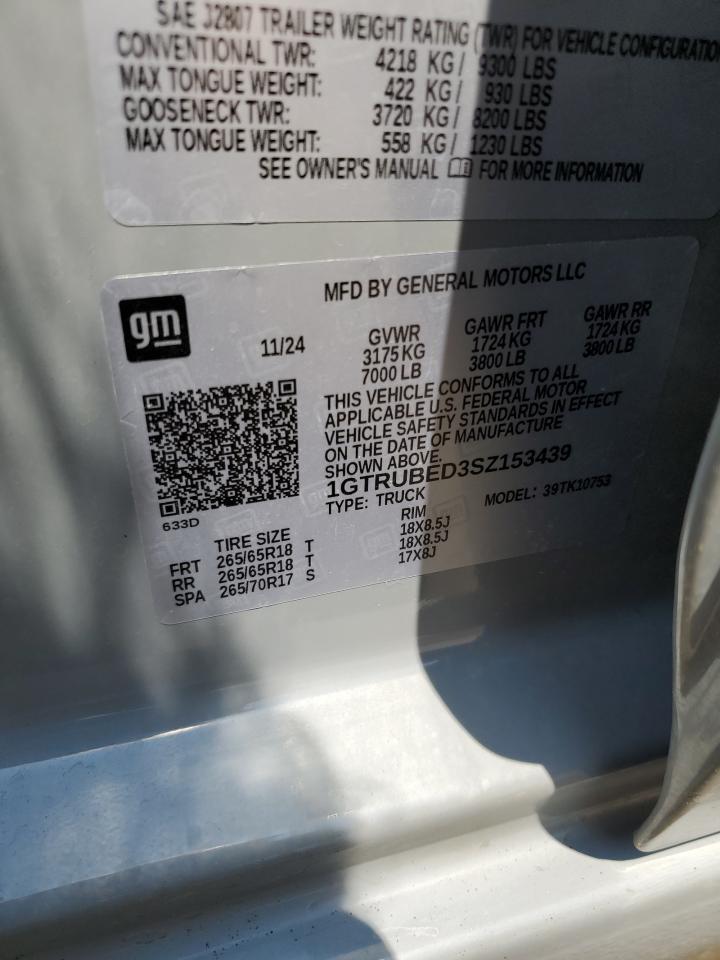 SAE J2807 TRAILER WEIGHT RATING (TWR) FOR VEHICLE CONFIGURATION
CONVENTIONAL TWR: 4218 KG / 9300 LBS
MAX TONGUE WEIGHT: 422 KG / 930 LBS
GOOSENECK TWR: 3720 KG / 8200 LBS
MAX TONGUE WEIGHT: 558 KG / 1230 LBS
SEE OWNER'S MANUAL FOR MORE INFORMATION
MFD BY GENERAL MOTORS LLC
gm
11/24
GVWR GAWR FRT GAWR RR
3175 KG 1724 KG 1724 KG
7000 LB 3800 LB 3800 LB
THIS VEHICLE CONFORMS TO ALL
APPLICABLE U.S. FEDERAL MOTOR
VEHICLE SAFETY STANDARDS IN EFFECT
ON THE DATE OF MANUFACTURE
SHOWN ABOVE.
1GTRUBED3SZ153439
TYPE: TRUCK MODEL: 39TK10753
633D
TIRE SIZE RIM
FRT 265/65R18 T 18X8.5J
RR 265/65R18 T 18X8.5J
SPA 265/70R17 S 17X8J